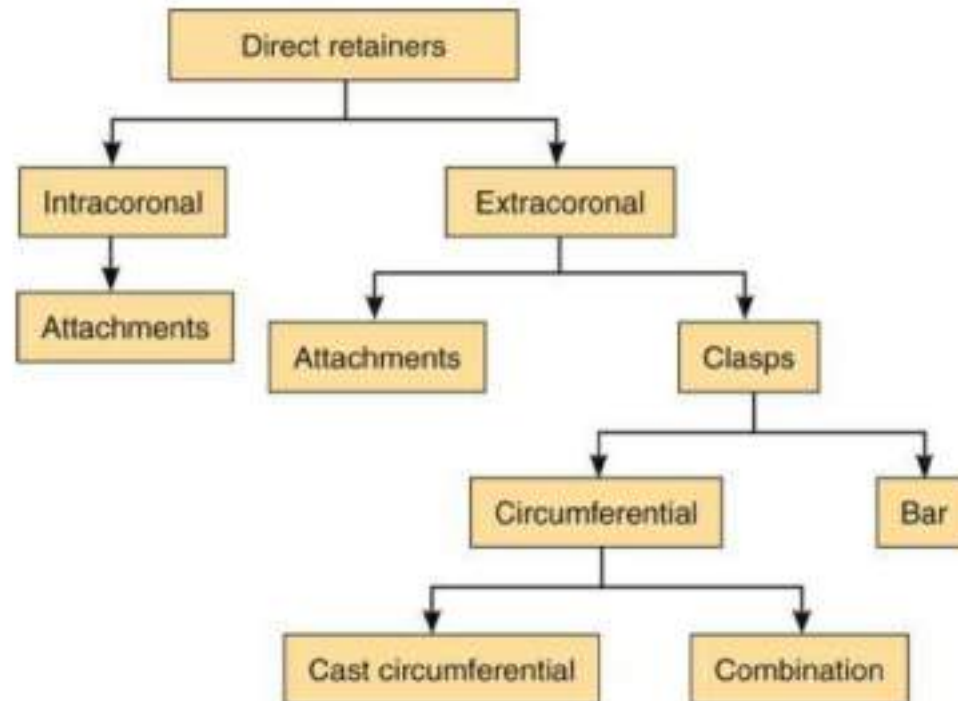 Direct retainers
Intracoronal
Extracoronal
Attachments
Attachments
Clasps
Circumferential
Bar
Cast circumferential
Combination